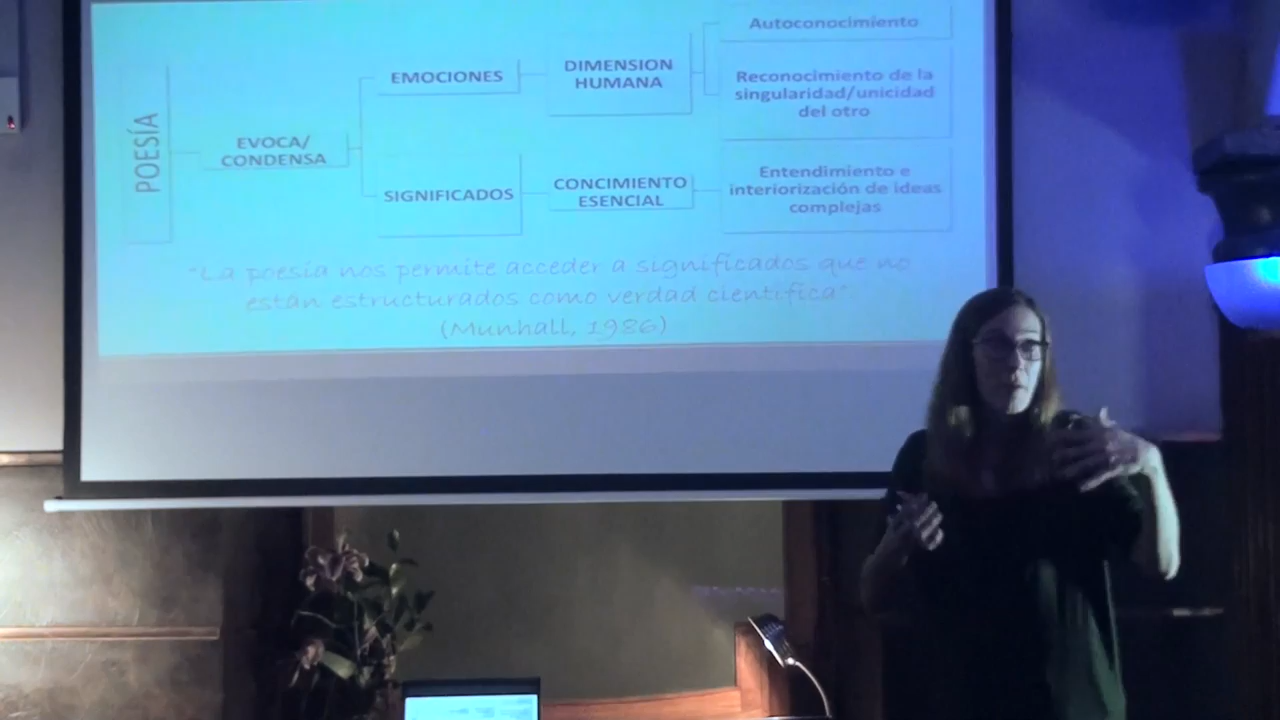 POESÍA
EVOCA/
CONDENSA
EMOCIONES
SIGNIFICADOS
DIMENSION
HUMANA
CONCIMIENTO
ESENCIAL
Autoconocimiento
Reconocimiento de la
singularidad/unicidad
del otro
Entendimiento e
interiorización de ideas
complejas
"La poesía nos permite acceder a significados que no
están estructurados como verdad científica"
(Munhall, 1986)